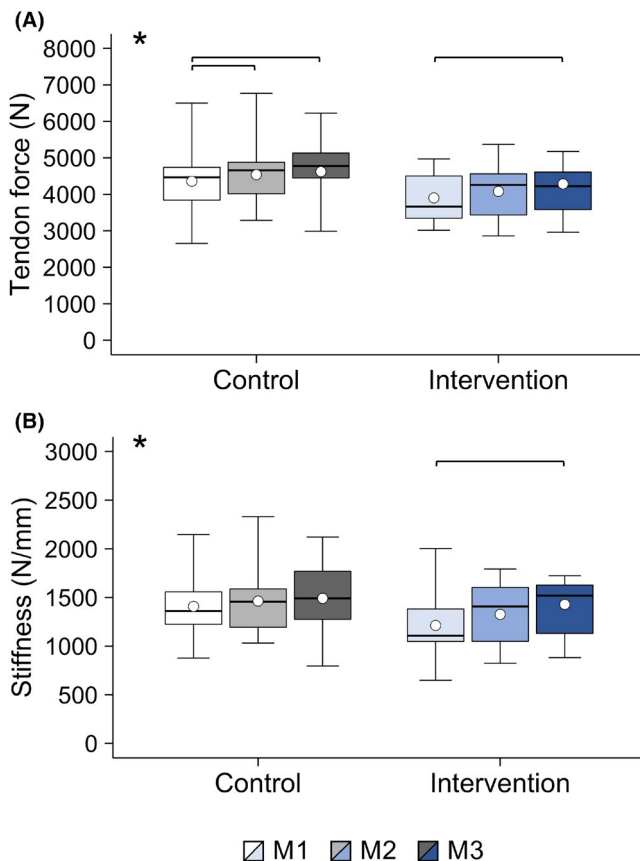 (A)
*
Tendon force (N)
8000
7000
6000
5000
4000
3000
2000
1000
0
Control Intervention
(B)
*
Stiffness (N/mm)
3000
2500
2000
1500
1000
500
0
Control Intervention
M1 M2 M3